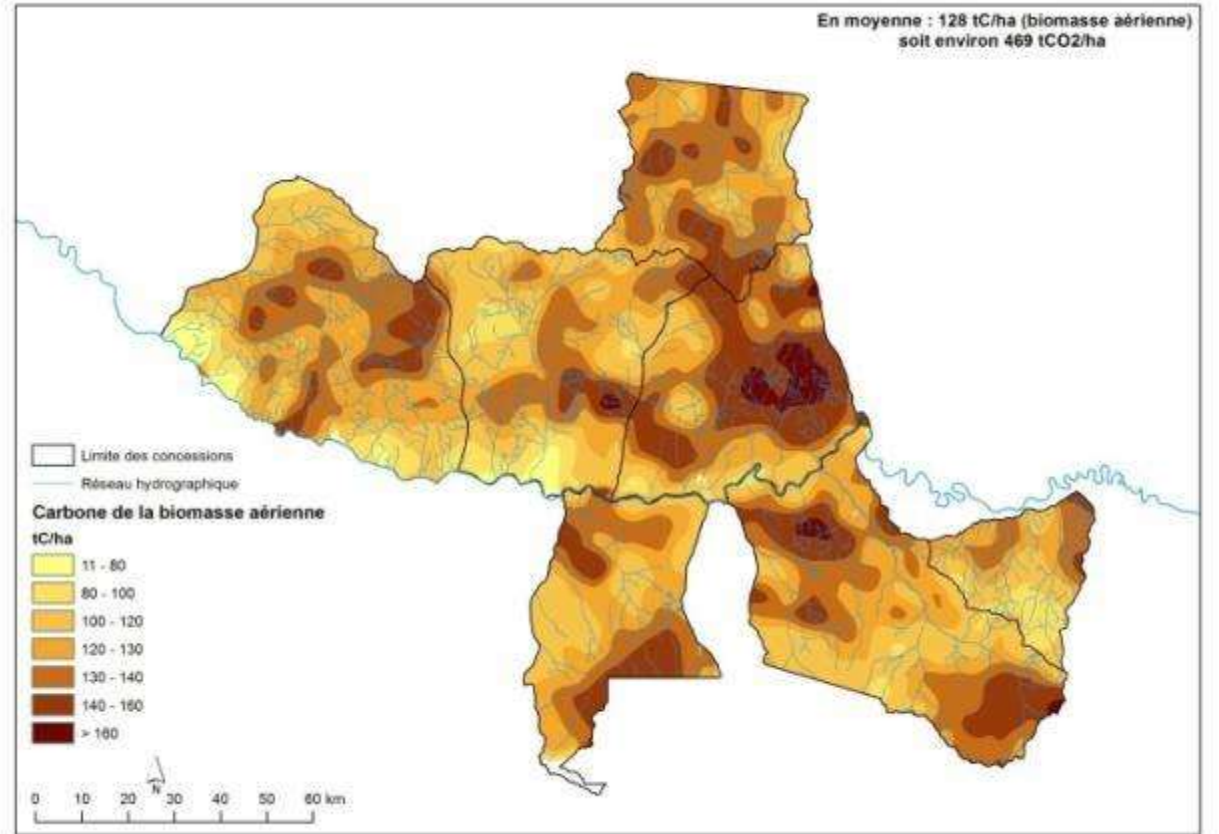 En moyenne : 128 tC/ha (biomasse aérienne)
soit environ 469 tCO2/ha
Limite des concessions
Réseau hydrographique
Carbone de la biomasse aérienne
tC/ha
11 - 80
80 - 100
100 - 120
120 - 130
130 - 140
140 - 160
> 160
N
0 10 20 30 40 50 60 km